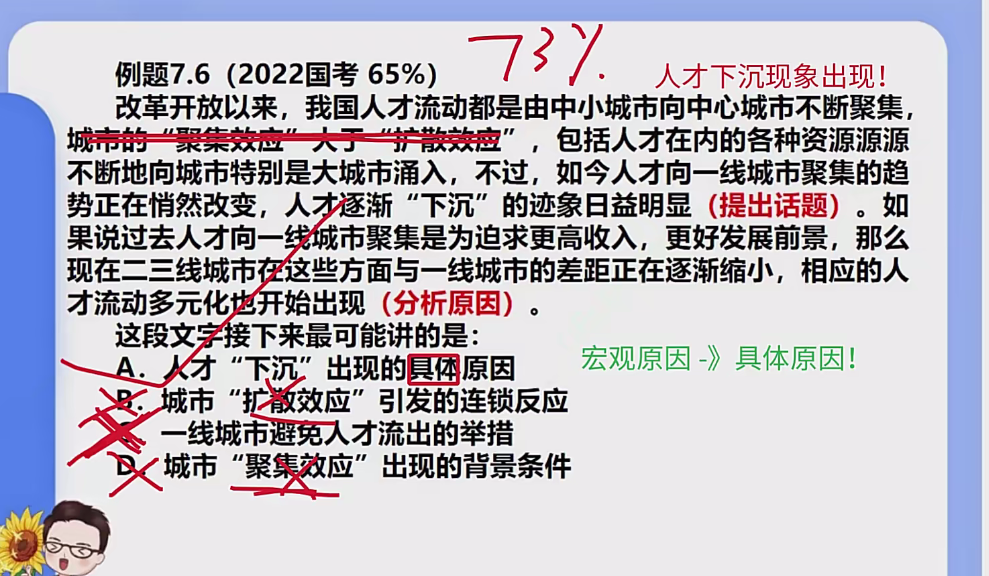 73%
例题7.6（2022国考 65%）
人才下沉现象出现！
改革开放以来，我国人才流动都是由中小城市向中心城市不断聚集，
城市的“聚集效应”大于“扩散效应”，包括人才在内的各种资源源源
不断地向城市特别是大城市涌入，不过，如今人才向一线城市聚集的趋
势正在悄然改变，人才逐渐“下沉”的迹象日益明显（提出话题）。如
果说过去人才向一线城市聚集是为追求更高收入，更好发展前景，那么
现在二三线城市在这些方面与一线城市的差距正在逐渐缩小，相应的人
才流动多元化也开始出现（分析原因）。
这段文字接下来最可能讲的是：
A．人才“下沉”出现的具体原因
宏观原因 -》具体原因！
B．城市“扩散效应”引发的连锁反应
C．一线城市避免人才流出的举措
D．城市“聚集效应”出现的背景条件